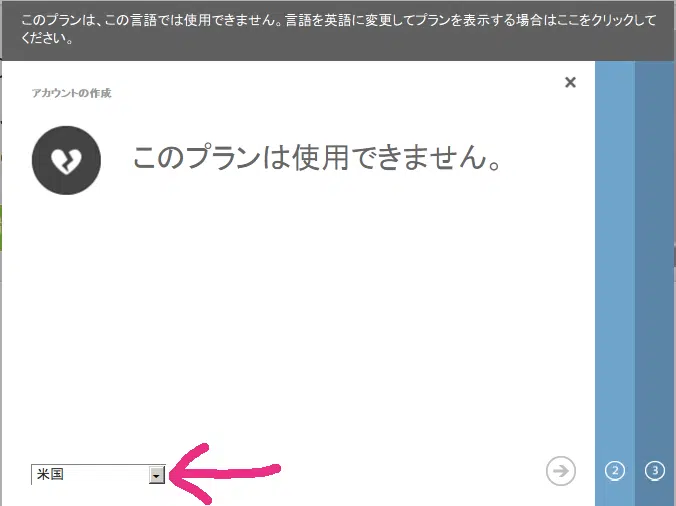 このプランは、この言語では使用できません。言語を英語に変更してプランを表示する場合はここをクリックして
ください。
アカウントの作成
このプランは使用できません。
米国
2
3